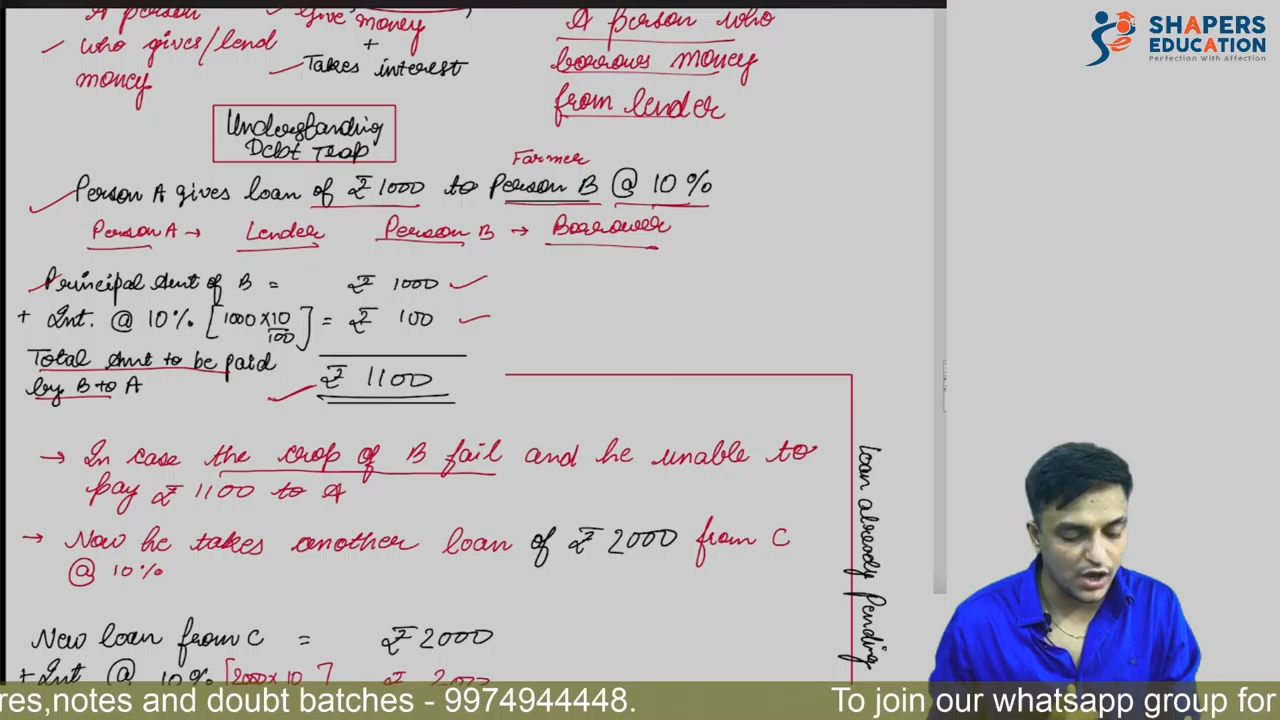 A person
who gives/lend
money
Give money
+
Takes interest
A person who
borrows money
from lender
SHAPERS
EDUCATION
Perfection With Affection
Understanding
Debt Trap
Farmer
Person A gives loan of ₹ 1000 to Person B @ 10%
Person A → Lender Person B → Borrower
Principal Amt of B = ₹ 1000
+ Int. @ 10% [1000 x 10/100] = ₹ 100
Total Amt to be paid
by B to A
₹ 1100
→ In case the crop of B fail and he unable to
pay ₹ 1100 to A
→ Now he takes another loan of ₹ 2000 from C
@ 10%
loan already Pending
New loan from C = ₹ 2000
+ Int @ 10% [2000 x 10
res,notes and doubt batches - 9974944448. To join our whatsapp group for